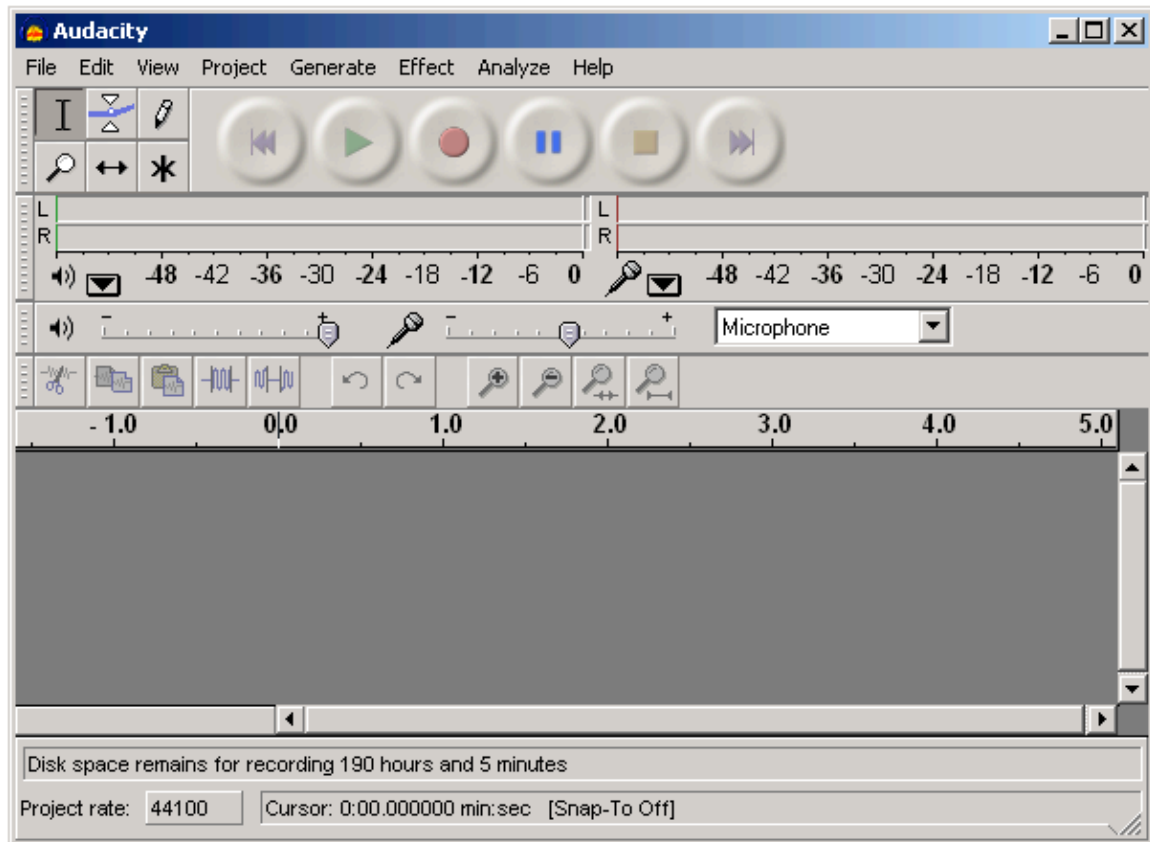 Audacity
File Edit View Project Generate Effect Analyze Help
L L
R R
-48 -42 -36 -30 -24 -18 -12 -6 0 -48 -42 -36 -30 -24 -18 -12 -6 0
- + - + Microphone
- 1.0 0.0 1.0 2.0 3.0 4.0 5.0
Disk space remains for recording 190 hours and 5 minutes
Project rate: 44100 Cursor: 0:00.000000 min:sec [Snap-To Off]